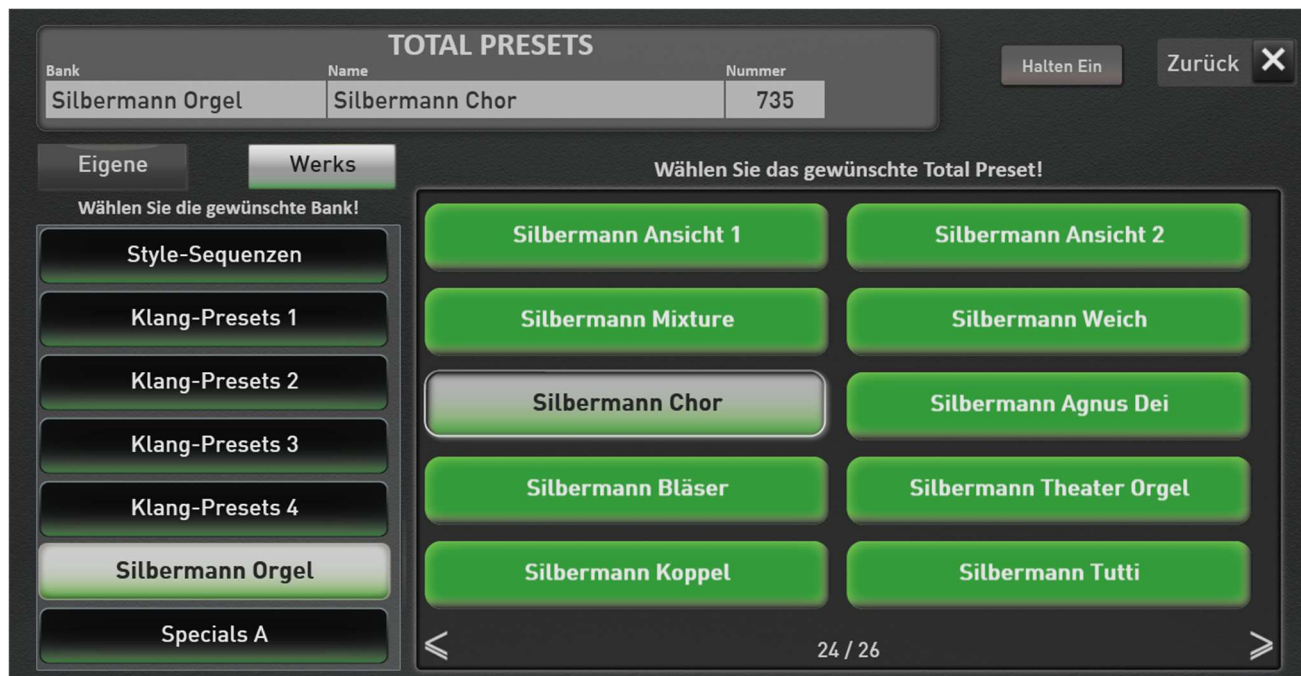 TOTAL PRESETS
Bank Name Nummer
Silbermann Orgel Silbermann Chor 735
Halten Ein
Zurück
Eigene Werks
Wählen Sie die gewünschte Bank!
Style-Sequenzen
Klang-Presets 1
Klang-Presets 2
Klang-Presets 3
Klang-Presets 4
Silbermann Orgel
Specials A
Wählen Sie das gewünschte Total Preset!
Silbermann Ansicht 1 Silbermann Ansicht 2
Silbermann Mixture Silbermann Weich
Silbermann Chor Silbermann Agnus Dei
Silbermann Bläser Silbermann Theater Orgel
Silbermann Koppel Silbermann Tutti
24 / 26